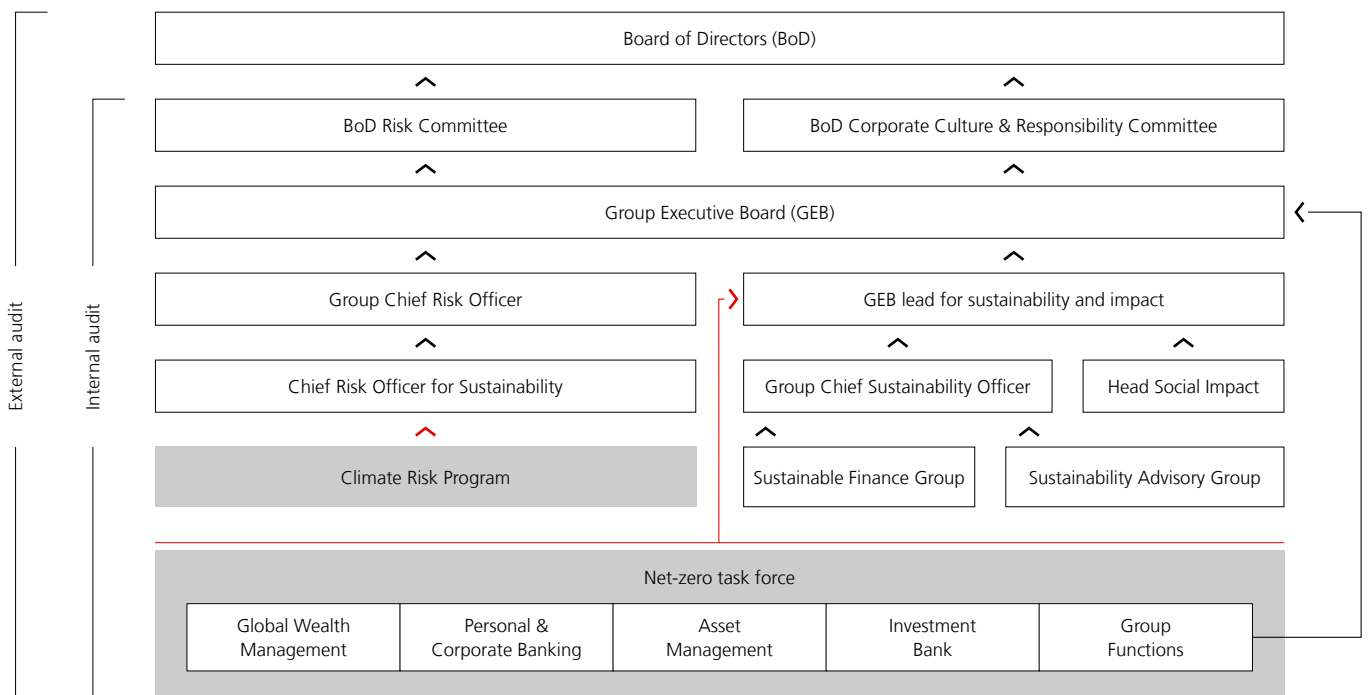 Board of Directors (BoD)
BoD Risk Committee
BoD Corporate Culture & Responsibility Committee
Group Executive Board (GEB)
External audit
Internal audit
Group Chief Risk Officer
GEB lead for sustainability and impact
Chief Risk Officer for Sustainability
Group Chief Sustainability Officer
Head Social Impact
Climate Risk Program
Sustainable Finance Group
Sustainability Advisory Group
Net-zero task force
Global Wealth
Management
Personal &
Corporate Banking
Asset
Management
Investment
Bank
Group
Functions